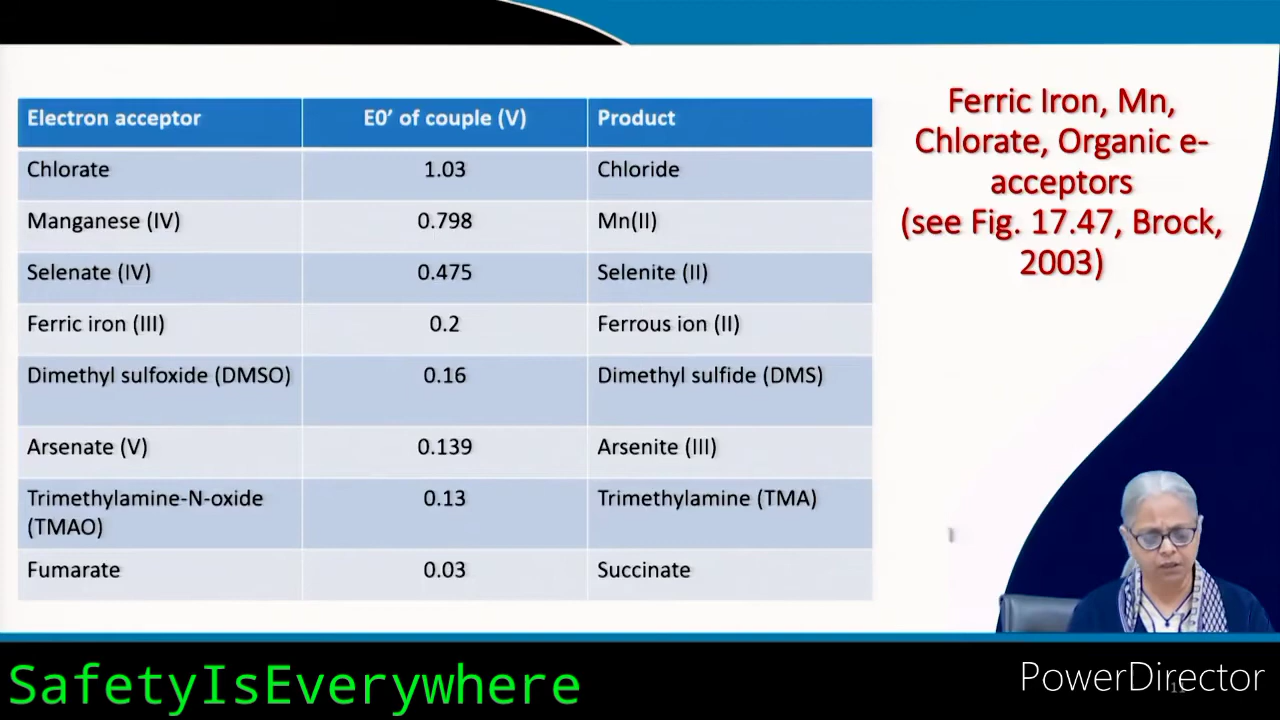 Ferric Iron, Mn,
Chlorate, Organic e-
acceptors
(see Fig. 17.47, Brock,
2003)
Electron acceptor E0’ of couple (V) Product
Chlorate 1.03 Chloride
Manganese (IV) 0.798 Mn(II)
Selenate (IV) 0.475 Selenite (II)
Ferric iron (III) 0.2 Ferrous ion (II)
Dimethyl sulfoxide (DMSO) 0.16 Dimethyl sulfide (DMS)
Arsenate (V) 0.139 Arsenite (III)
Trimethylamine-N-oxide 0.13 Trimethylamine (TMA)
(TMAO)
Fumarate 0.03 Succinate
SafetyIsEverywhere
PowerDirector